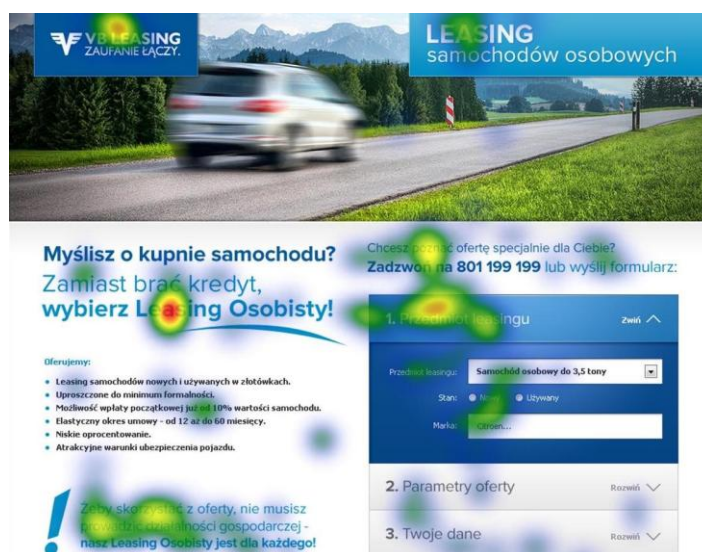 VB LEASING
ZAUFANIE ŁĄCZY.
LEASING
samochodów osobowych
Myślisz o kupnie samochodu?
Zamiast brać kredyt,
wybierz Leasing Osobisty!
Oferujemy:
Leasing samochodów nowych i używanych w złotówkach.
Uproszczone do minimum formalności.
Możliwość wpłaty początkowej już od 10% wartości samochodu.
Elastyczny okres umowy - od 12 aż do 60 miesięcy.
Niskie oprocentowanie.
Atrakcyjne warunki ubezpieczenia pojazdu.
! Żeby skorzystać z oferty, nie musisz
prowadzić działalności gospodarczej -
nasz Leasing Osobisty jest dla każdego!
Chcesz poznać ofertę specjalnie dla Ciebie?
Zadzwoń na 801 199 199 lub wyślij formularz:
1. Przedmiot leasingu Zwiń
Przedmiot leasingu: Samochód osobowy do 3,5 tony
Stan: Nowy Używany
Marka: Citroen...
2. Parametry oferty Rozwiń
3. Twoje dane Rozwiń